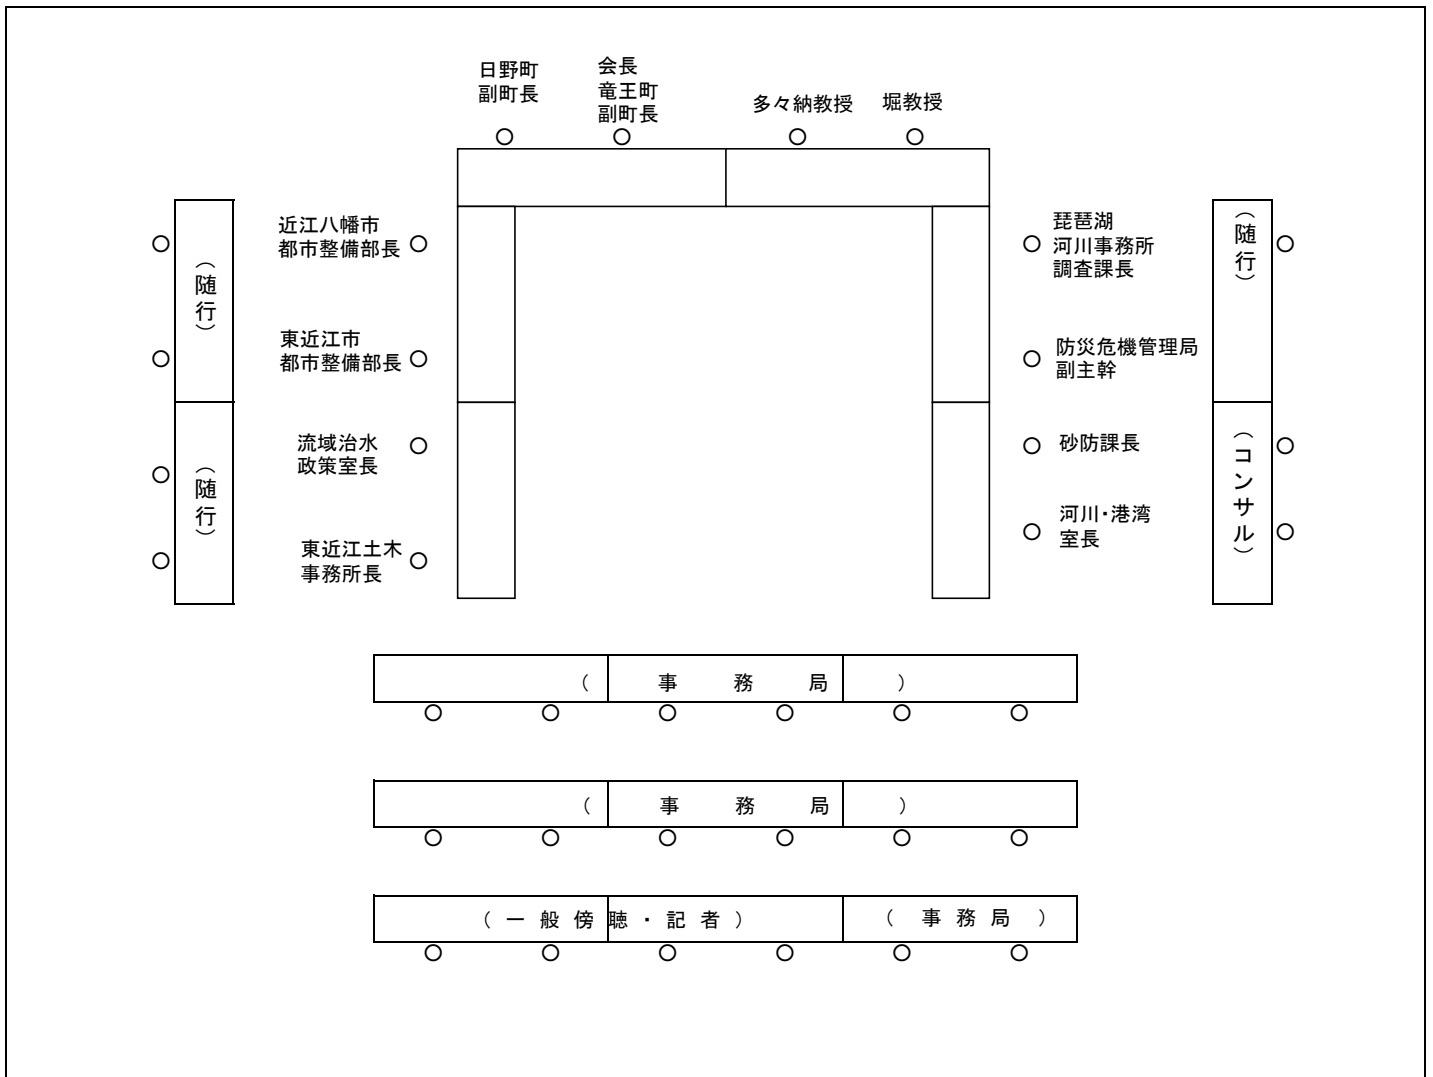 日野町
副町長
会長
竜王町
副町長
多々納教授
堀教授
近江八幡市
都市整備部長
東近江市
都市整備部長
流域治水
政策室長
東近江土木
事務所長
琵琶湖
河川事務所
調査課長
防災危機管理局
副主幹
砂防課長
河川・港湾
室長
（随行）
（随行）
（随行）
（コンサル）
（　事　務　局　）
（　事　務　局　）
（一般傍聴・記者）
（　事務局　）